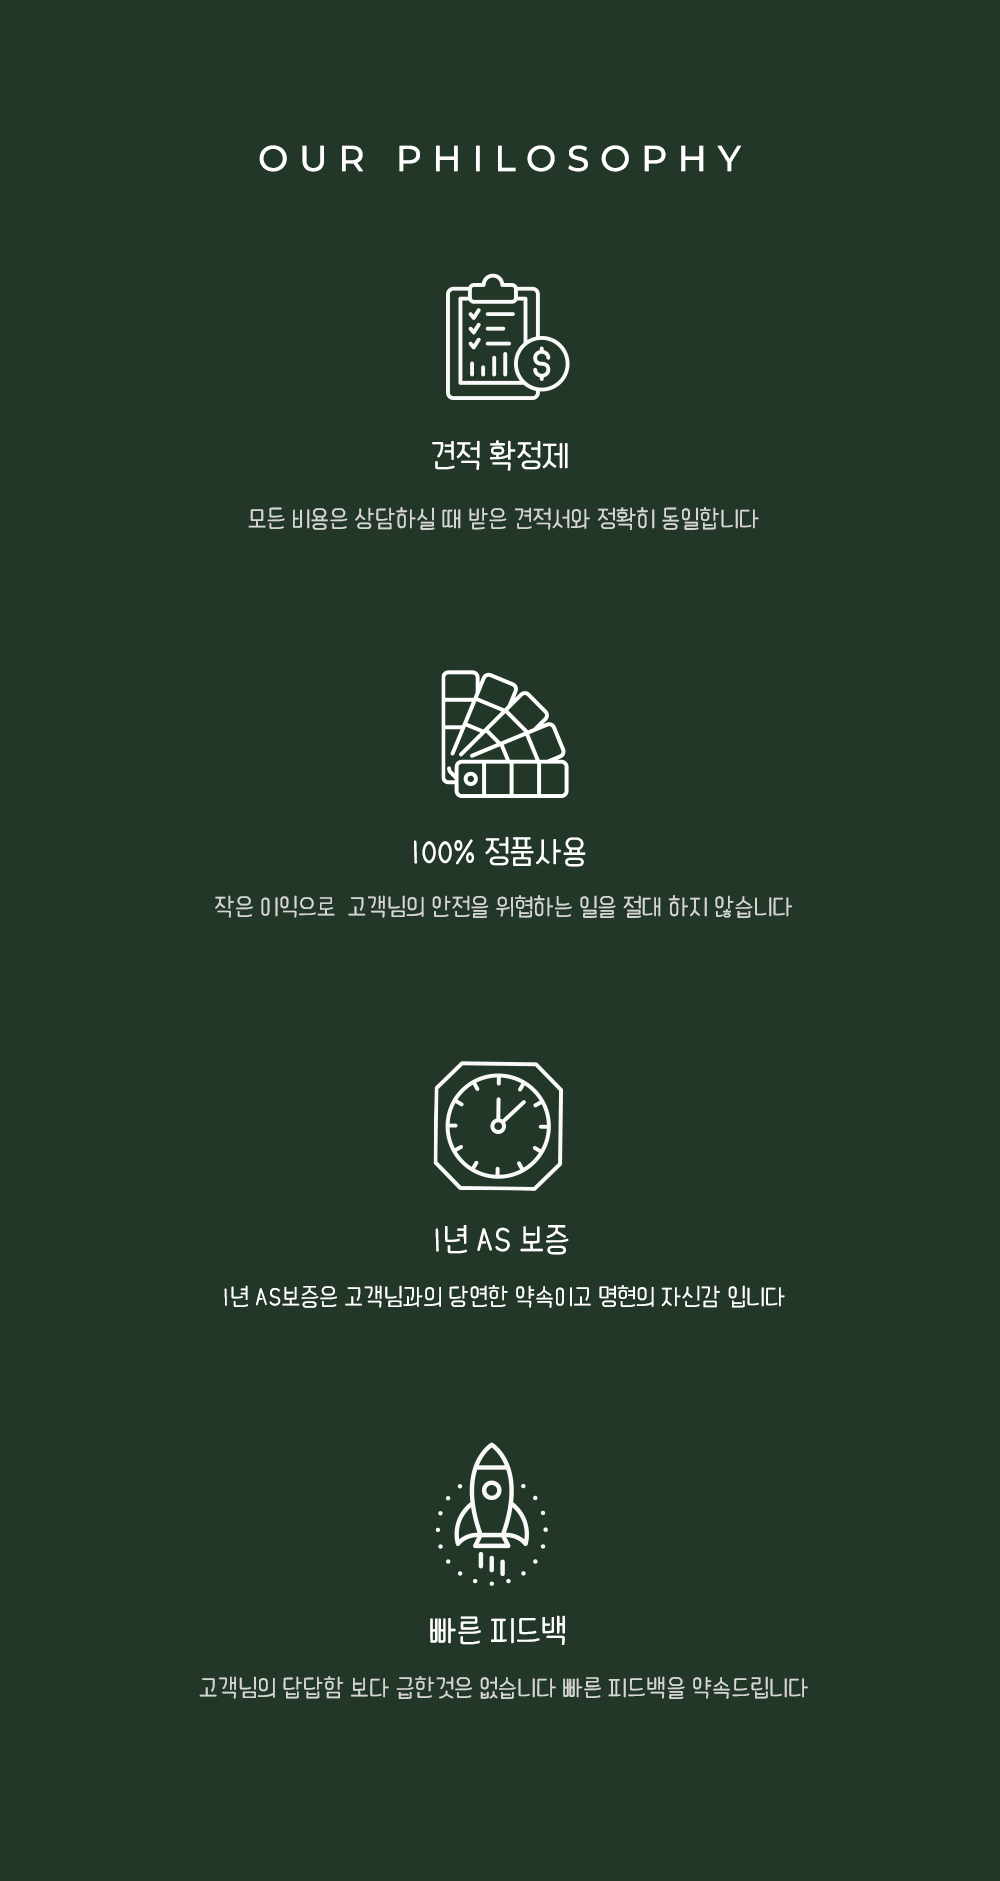 OUR PHILOSOPHY
견적 확정제
모든 비용은 상담하실 때 받은 견적서와 정확히 동일합니다
100% 정품사용
작은 이익으로 고객님의 안전을 위협하는 일을 절대 하지 않습니다
1년 AS 보증
1년 AS보증은 고객님과의 당연한 약속이고 명현의 자신감 입니다
빠른 피드백
고객님의 답답함 보다 급한것은 없습니다 빠른 피드백을 약속드립니다